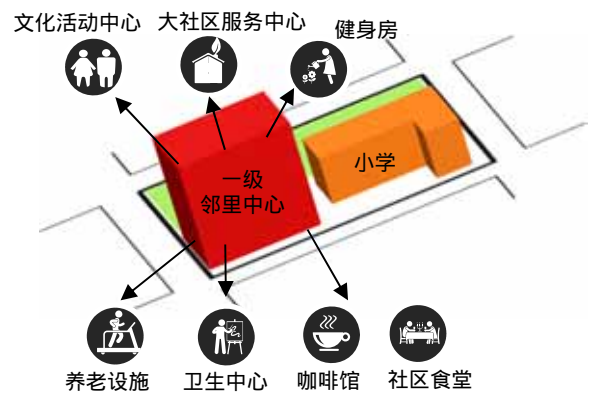 文化活动中心
大社区服务中心
健身房
小学
一级
邻里中心
养老设施
卫生中心
咖啡馆
社区食堂